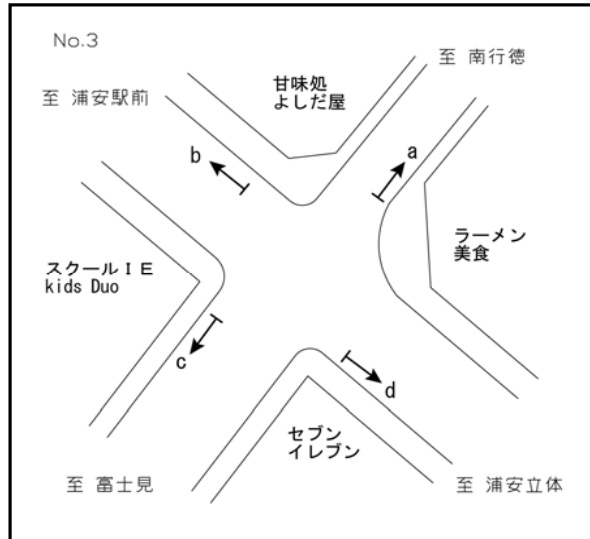 No.3
至 南行徳
甘味処
よしだ屋
至 浦安駅前
b
a
ラーメン
美食
スクールＩＥ
kids Duo
c
d
セブン
イレブン
至 富士見
至 浦安立体